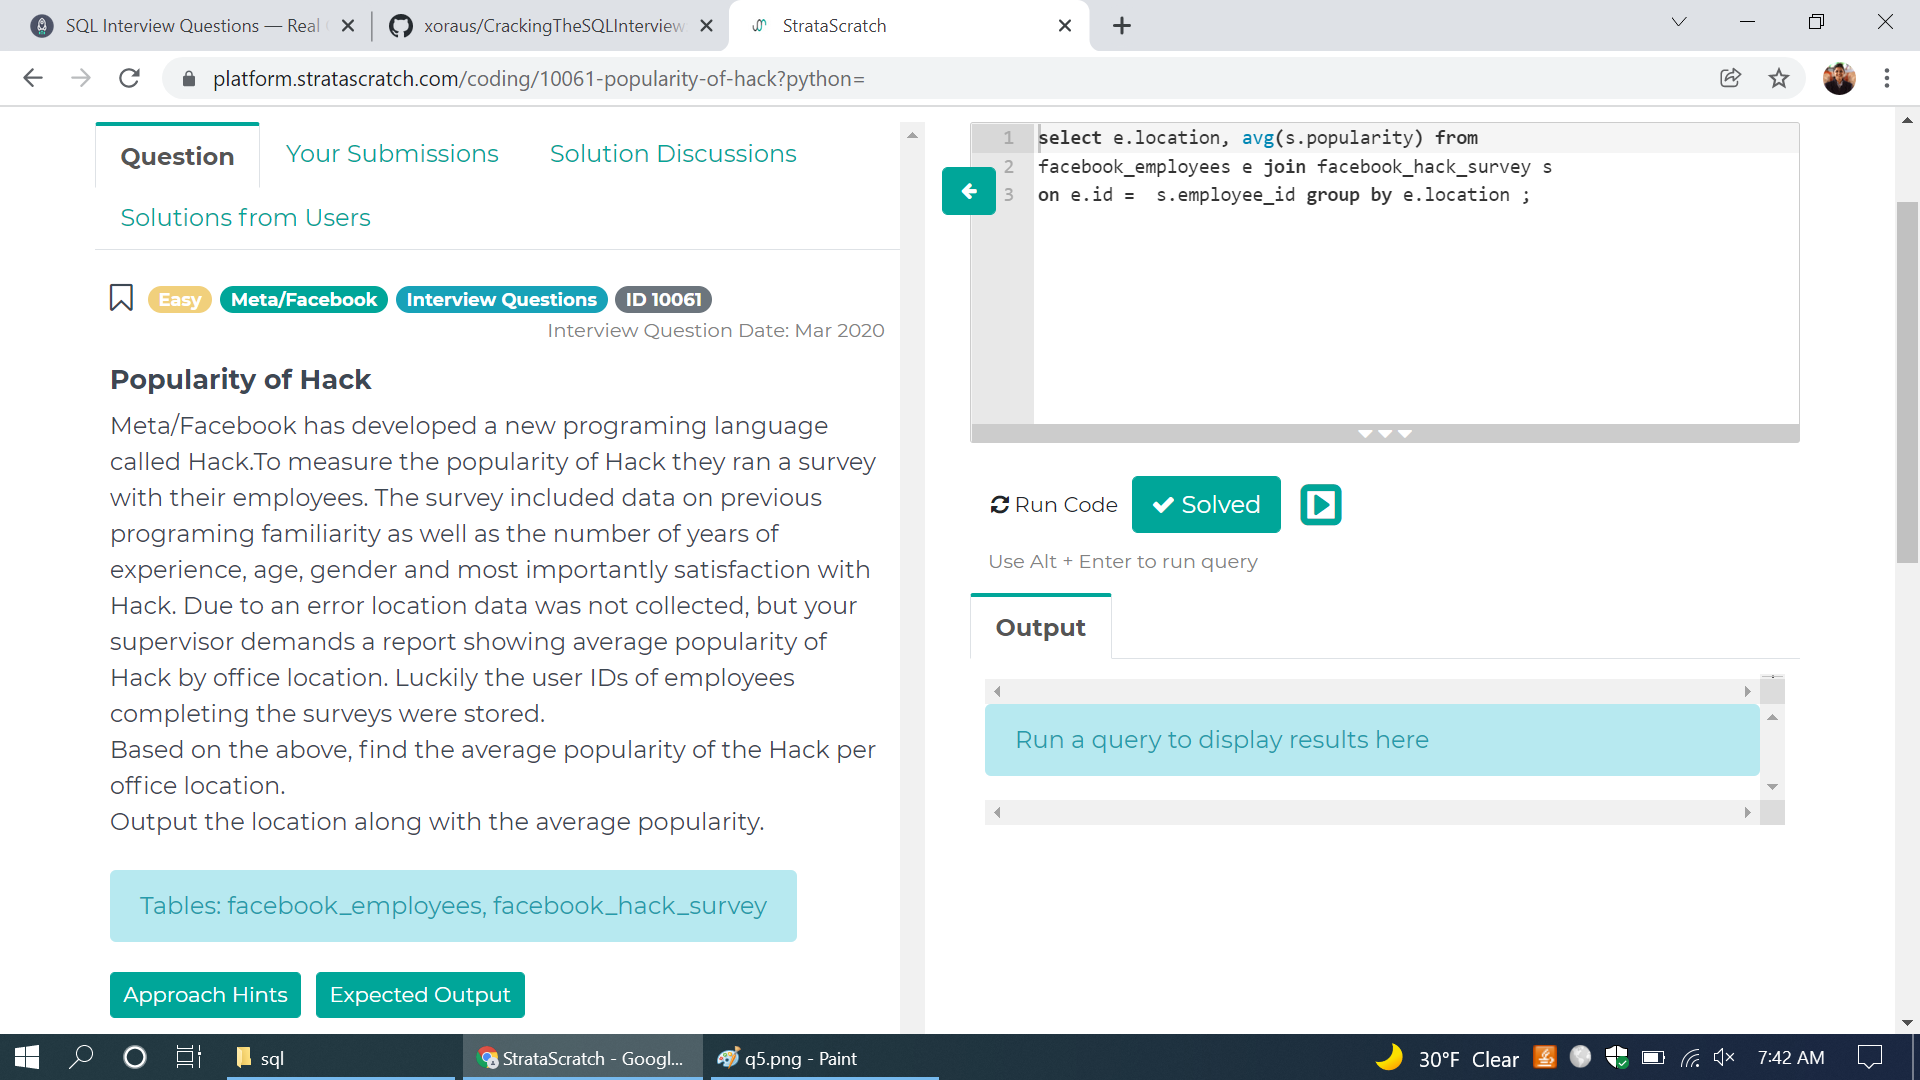 SQL Interview Questions — Real
xoraus/CrackingTheSQLInterview
StrataScratch
platform.stratascratch.com/coding/10061-popularity-of-hack?python=
Question
Your Submissions
Solution Discussions
Solutions from Users
Easy
Meta/Facebook
Interview Questions
ID 10061
Interview Question Date: Mar 2020
Popularity of Hack
Meta/Facebook has developed a new programing language
called Hack.To measure the popularity of Hack they ran a survey
with their employees. The survey included data on previous
programing familiarity as well as the number of years of
experience, age, gender and most importantly satisfaction with
Hack. Due to an error location data was not collected, but your
supervisor demands a report showing average popularity of
Hack by office location. Luckily the user IDs of employees
completing the surveys were stored.
Based on the above, find the average popularity of the Hack per
office location.
Output the location along with the average popularity.
Tables: facebook_employees, facebook_hack_survey
Approach Hints
Expected Output
1 select e.location, avg(s.popularity) from
2 facebook_employees e join facebook_hack_survey s
3 on e.id =  s.employee_id group by e.location ;
Run Code
Solved
Use Alt + Enter to run query
Output
Run a query to display results here
sql
StrataScratch - Googl...
q5.png - Paint
30°F Clear
7:42 AM